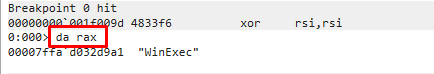 Breakpoint 0 hit
00000000`001f009d 4833f6 xor rsi,rsi
0:000> da rax
00007ffa`d032d9a1 "WinExec"